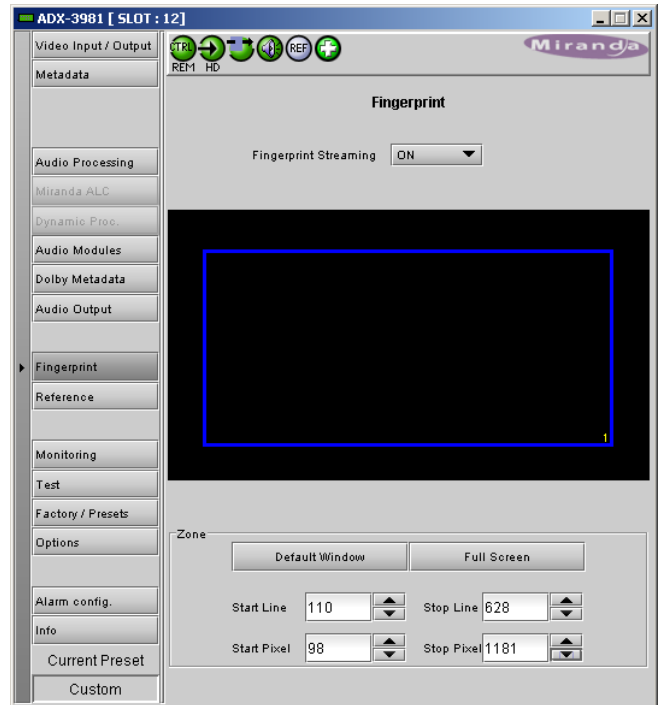 ADX-3981 [ SLOT : 12]
Video Input / Output
Metadata
Audio Processing
Miranda ALC
Dynamic Proc.
Audio Modules
Dolby Metadata
Audio Output
Fingerprint
Reference
Monitoring
Test
Factory / Presets
Options
Alarm config.
Info
Current Preset
Custom
CTRL REF
REM HD
Miranda
Fingerprint
Fingerprint Streaming ON
1
Zone
Default Window Full Screen
Start Line 110 Stop Line 628
Start Pixel 98 Stop Pixel 1181